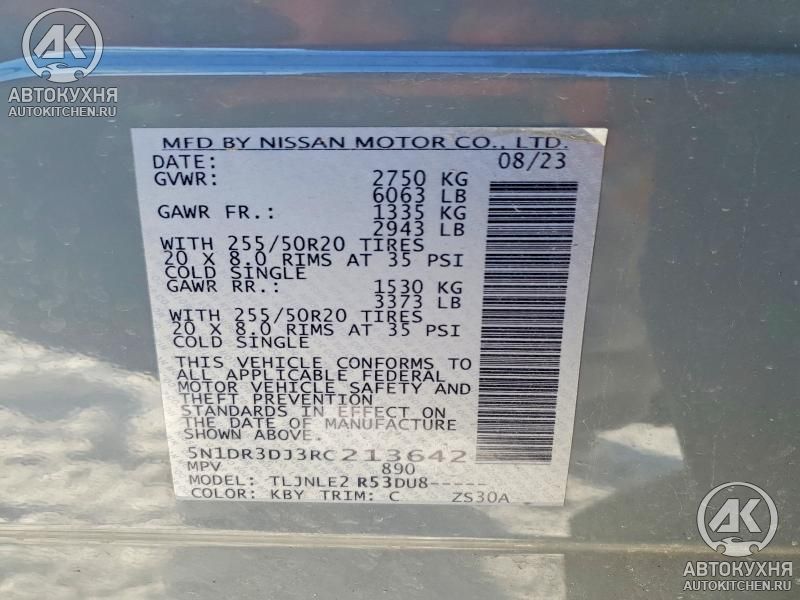 AK
АВТОКУХНЯ
AUTOKITCHEN.RU
MFD BY NISSAN MOTOR CO., LTD.
DATE: 08/23
GVWR: 2750 KG
6063 LB
GAWR FR.: 1335 KG
2943 LB
WITH 255/50R20 TIRES
20 X 8.0 RIMS AT 35 PSI
COLD SINGLE
GAWR RR.: 1530 KG
3373 LB
WITH 255/50R20 TIRES
20 X 8.0 RIMS AT 35 PSI
COLD SINGLE
THIS VEHICLE CONFORMS TO
ALL APPLICABLE FEDERAL
MOTOR VEHICLE SAFETY AND
THEFT PREVENTION
STANDARDS IN EFFECT ON
THE DATE OF MANUFACTURE
SHOWN ABOVE.
5N1DR3DJ3RC213642
MPV 890
MODEL: TLJNLE2 R53DU8-----
COLOR: KBY TRIM: C ZS30A
AK
АВТОКУХНЯ
AUTOKITCHEN.RU